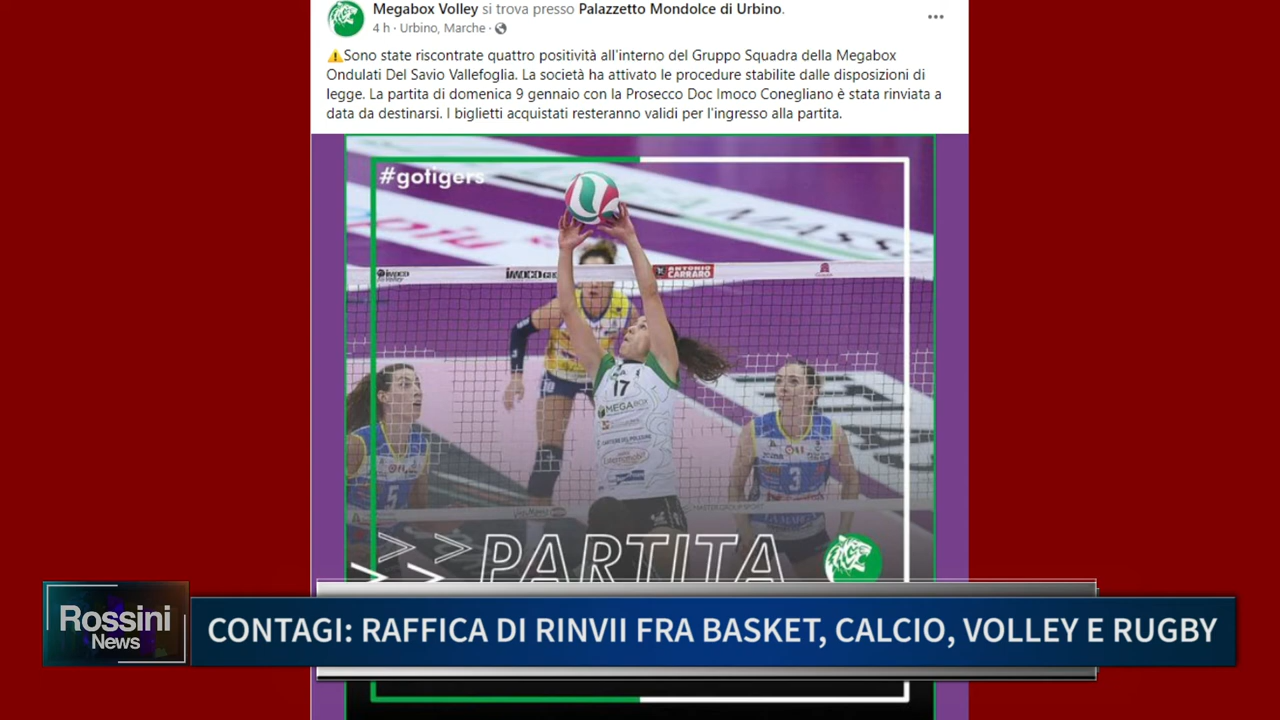 Megabox Volley si trova presso Palazzetto Mondolce di Urbino.
4 h · Urbino, Marche ·
⚠Sono state riscontrate quattro positività all'interno del Gruppo Squadra della Megabox
Ondulati Del Savio Vallefoglia. La società ha attivato le procedure stabilite dalle disposizioni di
legge. La partita di domenica 9 gennaio con la Prosecco Doc Imoco Conegliano è stata rinviata a
data da destinarsi. I biglietti acquistati resteranno validi per l'ingresso alla partita.
#gotigers
ANTONIO
CARRARO
17
MEGABOX
10
5
3
PARTITA
Rossini
News
CONTAGI: RAFFICA DI RINVII FRA BASKET, CALCIO, VOLLEY E RUGBY